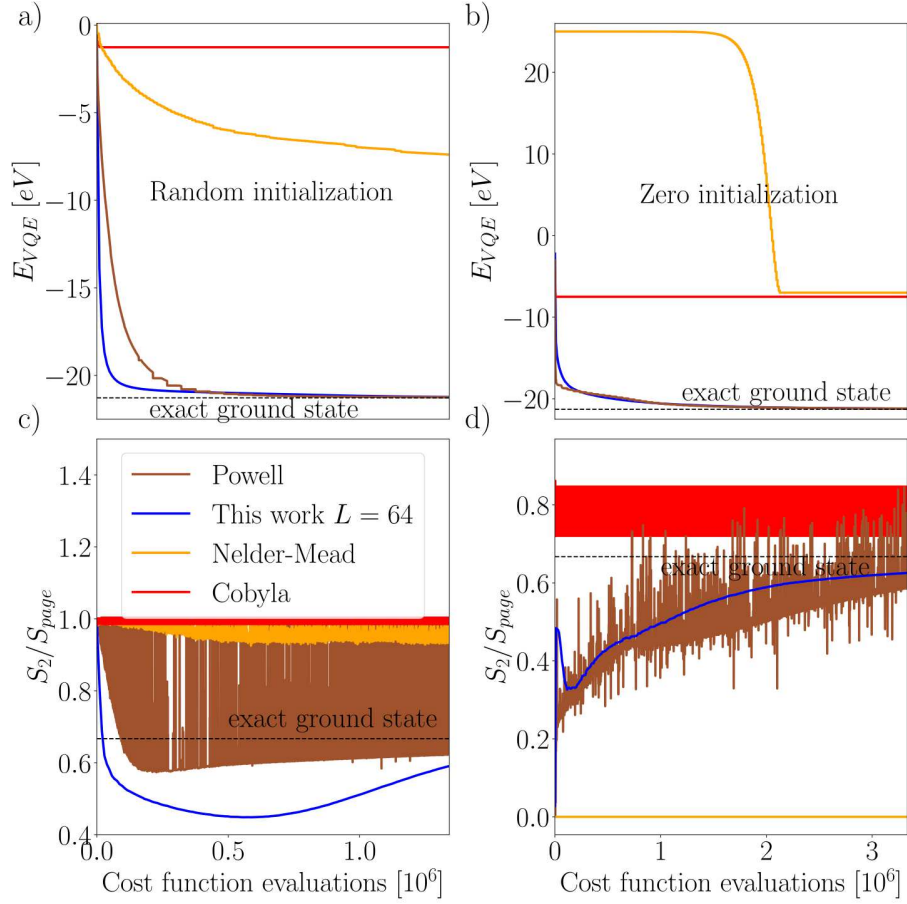 a)
0
−5
−10
−15
−20
E_{VQE} [eV]
Random initialization
exact ground state
b)
20
10
0
−10
−20
E_{VQE} [eV]
Zero initialization
exact ground state
c)
1.4
1.2
1.0
0.8
0.6
0.4
S_2/S_{page}
Powell
This work L = 64
Nelder-Mead
Cobyla
exact ground state
0.0 0.5 1.0
Cost function evaluations [10^6]
d)
0.8
0.6
0.4
0.2
0.0
S_2/S_{page}
exact ground state
0 1 2 3
Cost function evaluations [10^6]